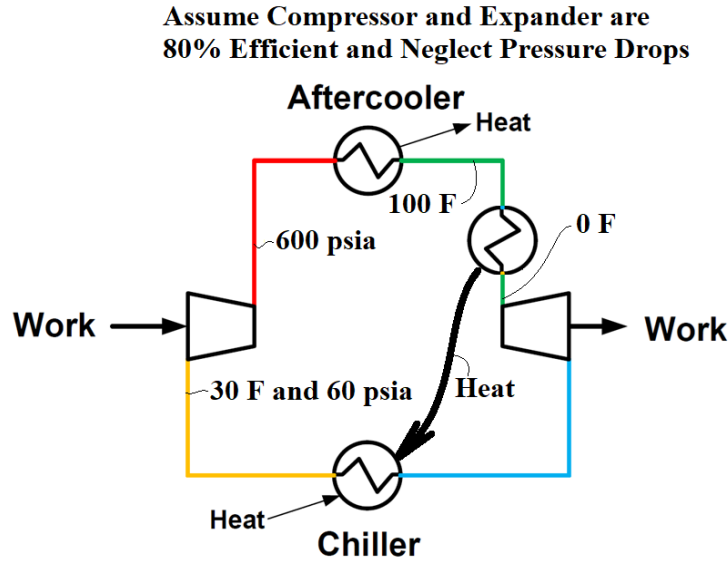 Assume Compressor and Expander are
80% Efficient and Neglect Pressure Drops
Aftercooler
Heat
100 F
0 F
600 psia
Work
Work
30 F and 60 psia
Heat
Heat
Chiller